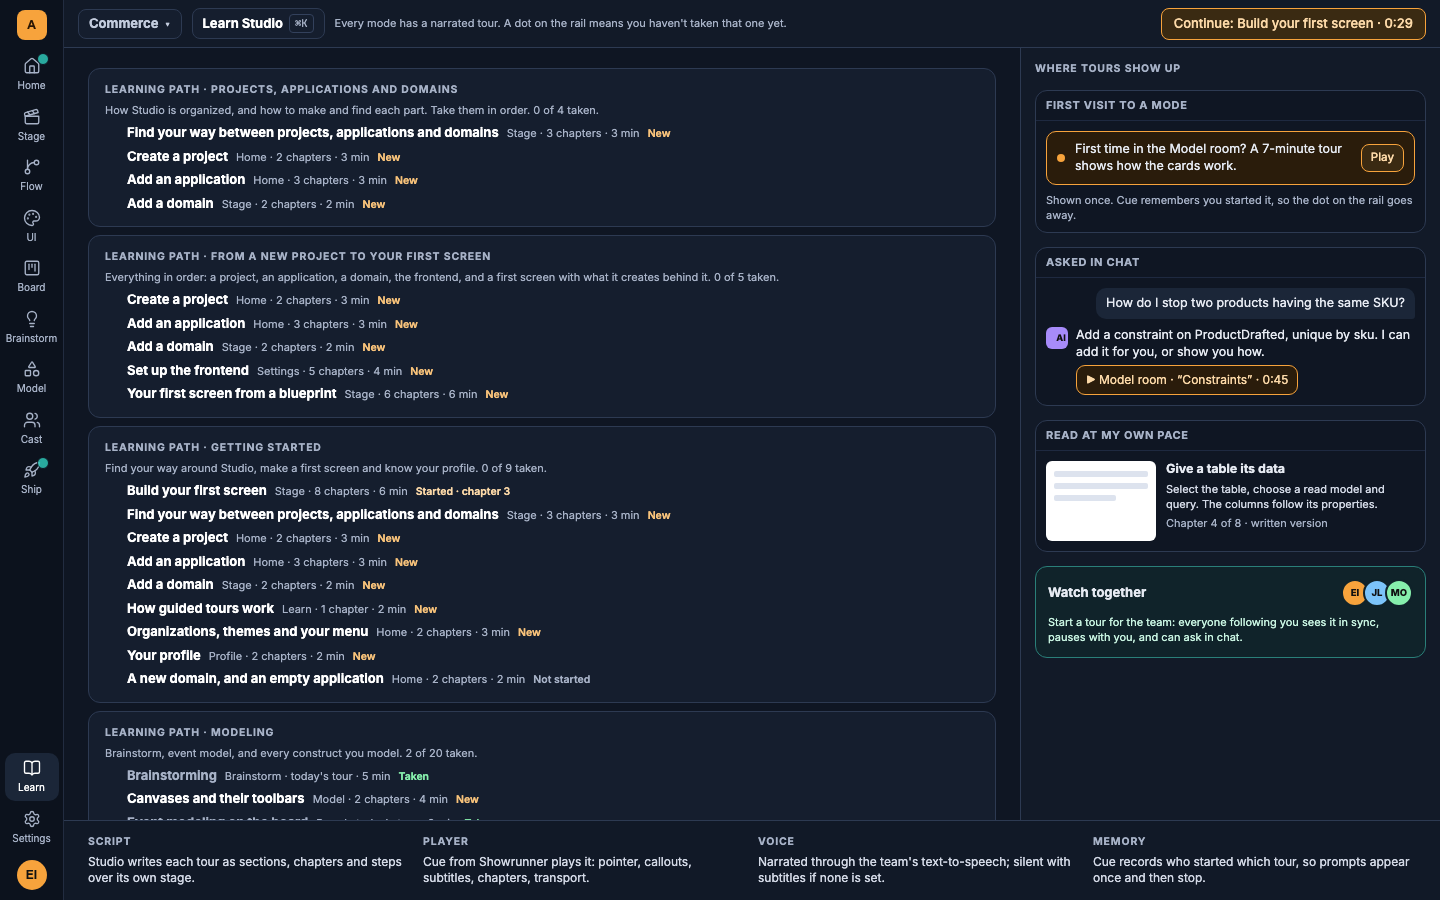 A
Commerce ▾
Learn Studio ⌘K
Every mode has a narrated tour. A dot on the rail means you haven't taken that one yet.
Continue: Build your first screen · 0:29
Home
Stage
Flow
UI
Board
Brainstorm
Model
Cast
Ship
Learn
Settings
EI
LEARNING PATH · PROJECTS, APPLICATIONS AND DOMAINS
How Studio is organized, and how to make and find each part. Take them in order. 0 of 4 taken.
Find your way between projects, applications and domains Stage · 3 chapters · 3 min New
Create a project Home · 2 chapters · 3 min New
Add an application Home · 3 chapters · 3 min New
Add a domain Stage · 2 chapters · 2 min New
LEARNING PATH · FROM A NEW PROJECT TO YOUR FIRST SCREEN
Everything in order: a project, an application, a domain, the frontend, and a first screen with what it creates behind it. 0 of 5 taken.
Create a project Home · 2 chapters · 3 min New
Add an application Home · 3 chapters · 3 min New
Add a domain Stage · 2 chapters · 2 min New
Set up the frontend Settings · 5 chapters · 4 min New
Your first screen from a blueprint Stage · 6 chapters · 6 min New
LEARNING PATH · GETTING STARTED
Find your way around Studio, make a first screen and know your profile. 0 of 9 taken.
Build your first screen Stage · 8 chapters · 6 min Started · chapter 3
Find your way between projects, applications and domains Stage · 3 chapters · 3 min New
Create a project Home · 2 chapters · 3 min New
Add an application Home · 3 chapters · 3 min New
Add a domain Stage · 2 chapters · 2 min New
How guided tours work Learn · 1 chapter · 2 min New
Organizations, themes and your menu Home · 2 chapters · 3 min New
Your profile Profile · 2 chapters · 2 min New
A new domain, and an empty application Home · 2 chapters · 2 min Not started
LEARNING PATH · MODELING
Brainstorm, event model, and every construct you model. 2 of 20 taken.
Brainstorming Brainstorm · today's tour · 5 min Taken
Canvases and their toolbars Model · 2 chapters · 4 min New
WHERE TOURS SHOW UP
FIRST VISIT TO A MODE
First time in the Model room? A 7-minute tour
shows how the cards work.
Play
Shown once. Cue remembers you started it, so the dot on the rail goes
away.
ASKED IN CHAT
How do I stop two products having the same SKU?
AI
Add a constraint on ProductDrafted, unique by sku. I can
add it for you, or show you how.
▶ Model room · “Constraints” · 0:45
READ AT MY OWN PACE
Give a table its data
Select the table, choose a read model and
query. The columns follow its properties.
Chapter 4 of 8 · written version
Watch together
EI JL MO
Start a tour for the team: everyone following you sees it in sync,
pauses with you, and can ask in chat.
SCRIPT
Studio writes each tour as sections, chapters and steps
over its own stage.
PLAYER
Cue from Showrunner plays it: pointer, callouts,
subtitles, chapters, transport.
VOICE
Narrated through the team's text-to-speech; silent with
subtitles if none is set.
MEMORY
Cue records who started which tour, so prompts appear
once and then stop.